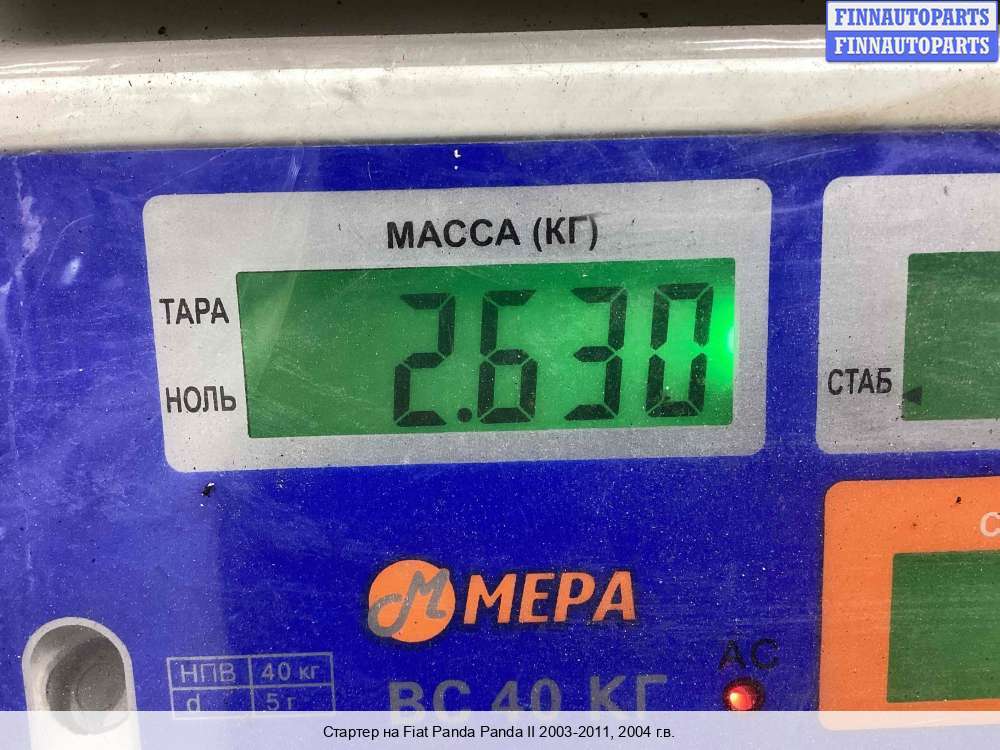 FINNAUTOPARTS
FINNAUTOPARTS
МАССА (КГ)
ТАРА
2.630
НОЛЬ
СТАБ
С
М МЕРА
АС
НПВ 40 кг
d 5 г
ВС 40 КГ
Стартер на Fiat Panda Panda II 2003-2011, 2004 г.в.